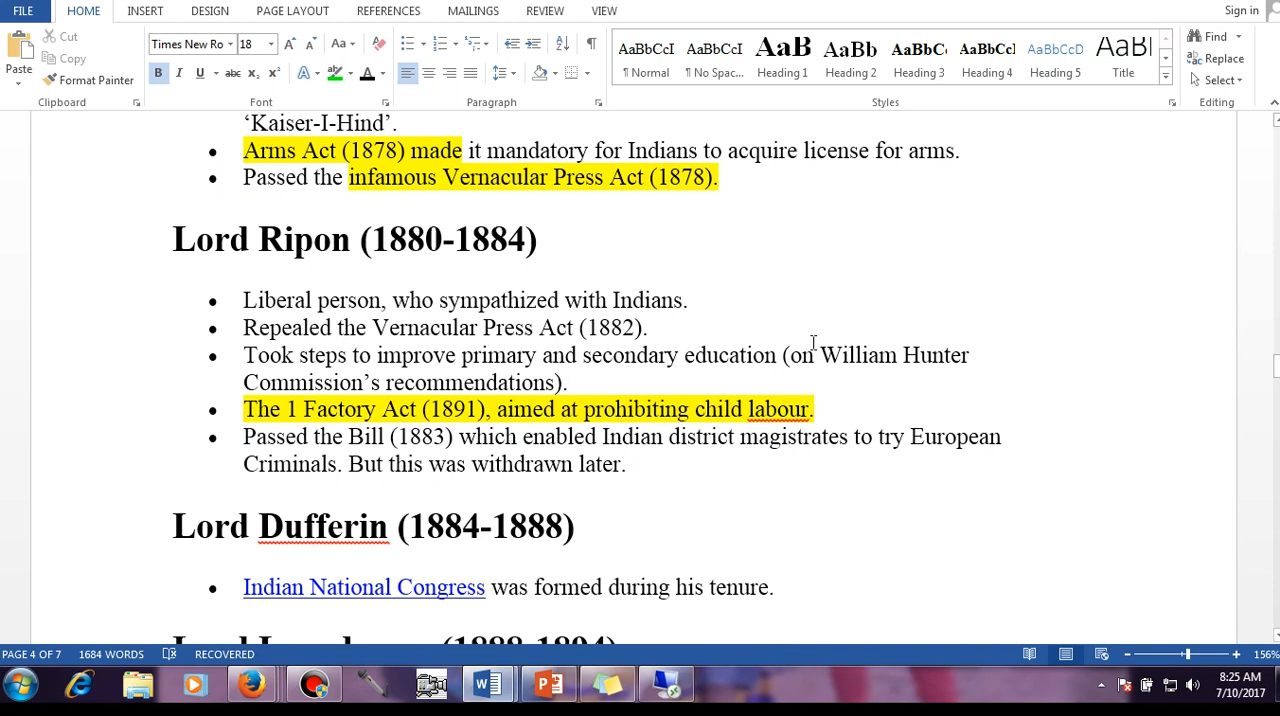 FILE HOME INSERT DESIGN PAGE LAYOUT REFERENCES MAILINGS REVIEW VIEW Sign in
Paste
Cut
Copy
Format Painter
Clipboard
Times New Ro 18
Font
Paragraph
AaBbCcI AaBbCcI AaB AaBb AaBbCc AaBbCcI AaBbCcD AaBb
¶ Normal ¶ No Spac... Heading 1 Heading 2 Heading 3 Heading 4 Heading 5 Title
Styles
Find
Replace
Select
Editing
‘Kaiser-I-Hind’.
• Arms Act (1878) made it mandatory for Indians to acquire license for arms.
• Passed the infamous Vernacular Press Act (1878).
Lord Ripon (1880-1884)
• Liberal person, who sympathized with Indians.
• Repealed the Vernacular Press Act (1882).
• Took steps to improve primary and secondary education (on William Hunter
Commission’s recommendations).
• The 1 Factory Act (1891), aimed at prohibiting child labour.
• Passed the Bill (1883) which enabled Indian district magistrates to try European
Criminals. But this was withdrawn later.
Lord Dufferin (1884-1888)
• Indian National Congress was formed during his tenure.
PAGE 4 OF 7 1684 WORDS RECOVERED 156%
8:25 AM
7/10/2017